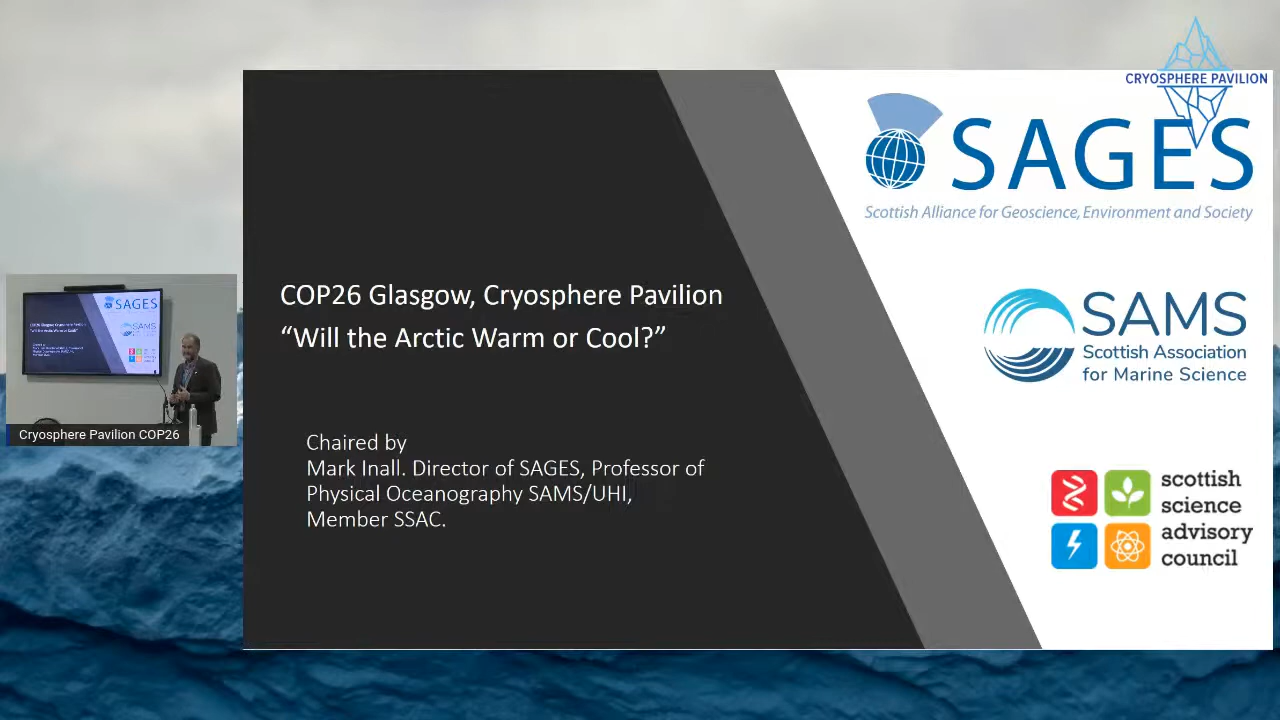 CRYOSPHERE PAVILION
SAGES
Scottish Alliance for Geoscience, Environment and Society
COP26 Glasgow, Cryosphere Pavilion
“Will the Arctic Warm or Cool?”
SAMS
Scottish Association
for Marine Science
Chaired by
Mark Inall. Director of SAGES, Professor of
Physical Oceanography SAMS/UHI,
Member SSAC.
scottish
science
advisory
council
SAGES
SAMS
Cryosphere Pavilion COP26